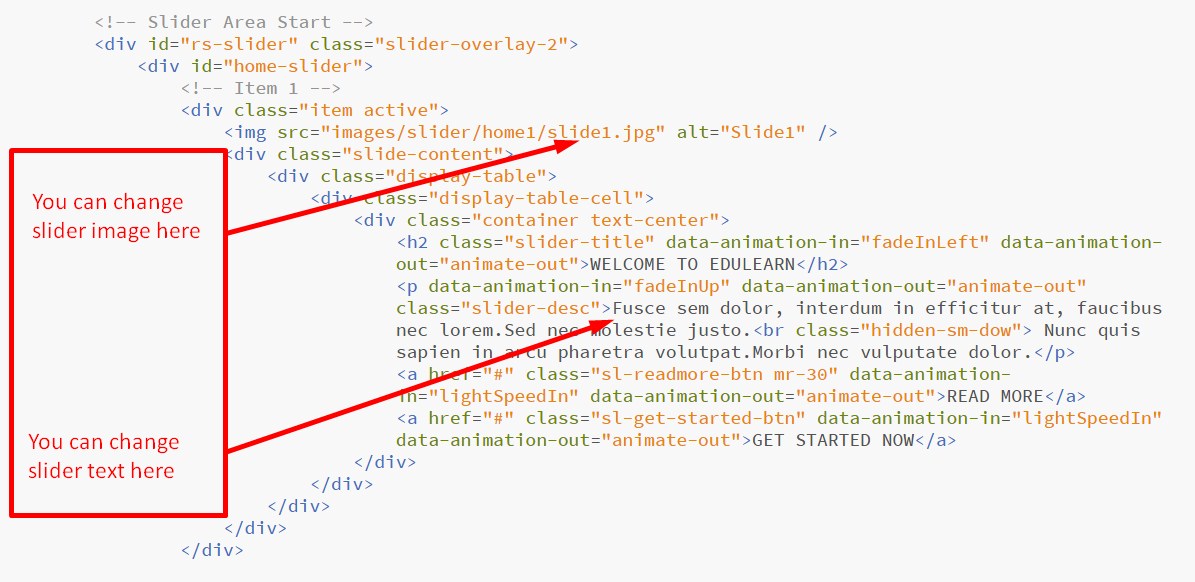 <!-- Slider Area Start -->
<div id="rs-slider" class="slider-overlay-2">
<div id="home-slider">
<!-- Item 1 -->
<div class="item active">
<img src="images/slider/home1/slide1.jpg" alt="Slide1" />
<div class="slide-content">
<div class="display-table">
<div class="display-table-cell">
<div class="container text-center">
<h2 class="slider-title" data-animation-in="fadeInLeft" data-animation-
out="animate-out">WELCOME TO EDULEARN</h2>
<p data-animation-in="fadeInUp" data-animation-out="animate-out"
class="slider-desc">Fusce sem dolor, interdum in efficitur at, faucibus
nec lorem.Sed nec molestie justo.<br class="hidden-sm-dow"> Nunc quis
sapien in arcu pharetra volutpat.Morbi nec vulputate dolor.</p>
<a href="#" class="sl-readmore-btn mr-30" data-animation-
in="lightSpeedIn" data-animation-out="animate-out">READ MORE</a>
<a href="#" class="sl-get-started-btn" data-animation-in="lightSpeedIn"
data-animation-out="animate-out">GET STARTED NOW</a>
</div>
</div>
</div>
</div>
</div>
You can change
slider image here
You can change
slider text here